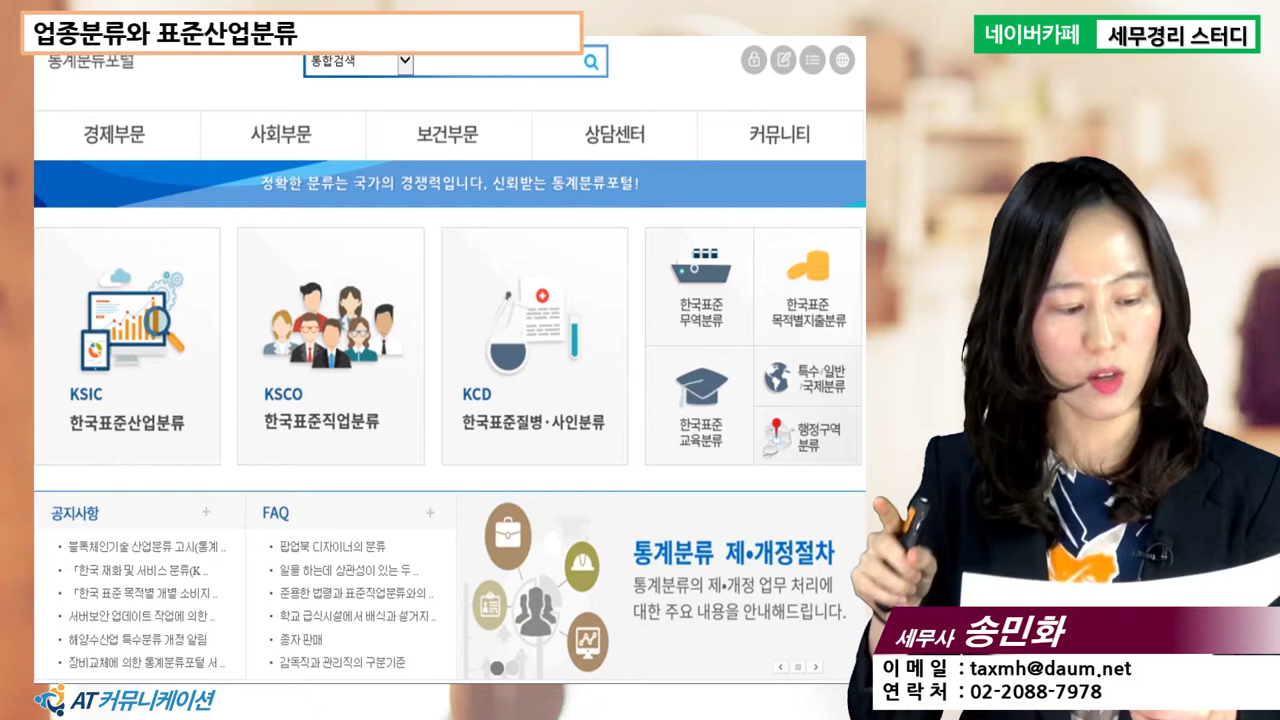 업종분류와 표준산업분류
네이버카페 세무경리 스터디
통계분류포털
통합검색
경제부문 사회부문 보건부문 상담센터 커뮤니티
정확한 분류는 국가의 경쟁력입니다. 신뢰받는 통계분류포털!
KSIC
한국표준산업분류
KSCO
한국표준직업분류
KCD
한국표준질병·사인분류
한국표준
무역분류
한국표준
목적별지출분류
한국표준
교육분류
특수/일반
/국제분류
행정구역
분류
공지사항 +
• 블록체인기술 산업분류 고시(통계 ..
• 「한국 재화 및 서비스 분류(K ..
• 「한국 표준 목적별 개별 소비지 ..
• 서버보안 업데이트 작업에 의한 ..
• 해양수산업 특수분류 개정 알림
• 장비교체에 의한 통계분류포털 서 ..
FAQ +
• 팝업북 디자이너의 분류
• 일을 하는데 상관성이 있는 두 ..
• 준용한 법령과 표준직업분류와의 ..
• 학교 급식시설에서 배식과 설거지 ..
• 종자 판매
• 감독직과 관리직의 구분기준
통계분류 제•개정절차
통계분류의 제•개정 업무 처리에
대한 주요 내용을 안내해드립니다.
세무사 송민화
이 메 일 : taxmh@daum.net
연 락 처 : 02-2088-7978
AT커뮤니케이션